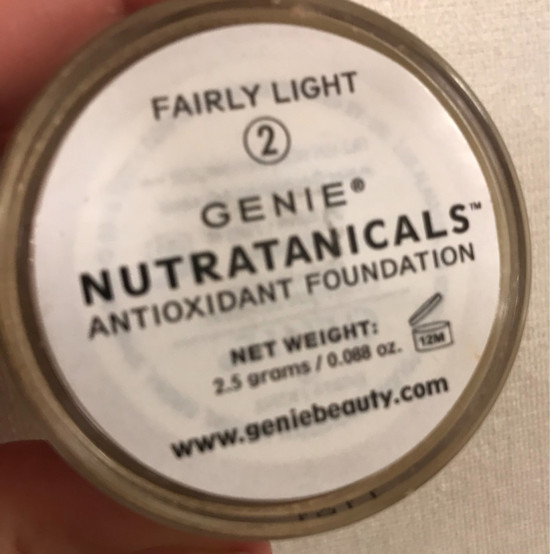 FAIRLY LIGHT
2
GENIE®
NUTRATANICALS™
ANTIOXIDANT FOUNDATION
NET WEIGHT:
2.5 grams / 0.088 oz.
12M
www.geniebeauty.com